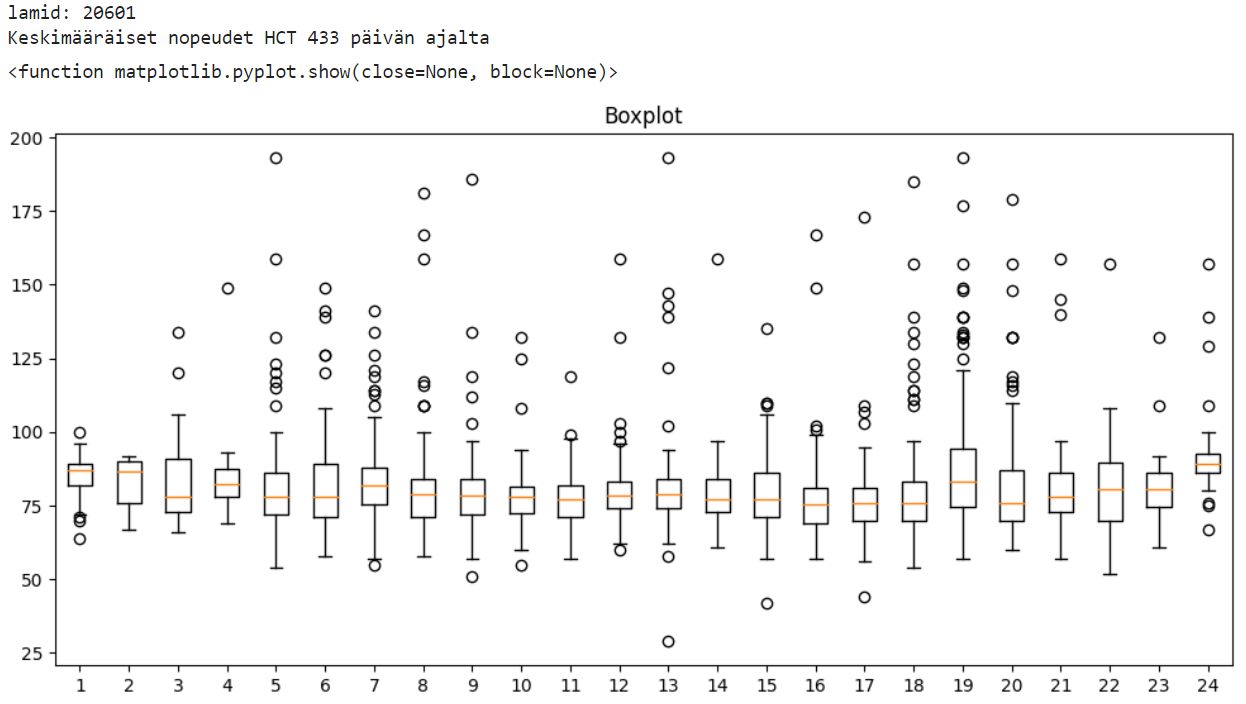 lamid: 20601
Keskimääräiset nopeudet HCT 433 päivän ajalta
<function matplotlib.pyplot.show(close=None, block=None)>
Boxplot
200
175
150
125
100
75
50
25
1 2 3 4 5 6 7 8 9 10 11 12 13 14 15 16 17 18 19 20 21 22 23 24